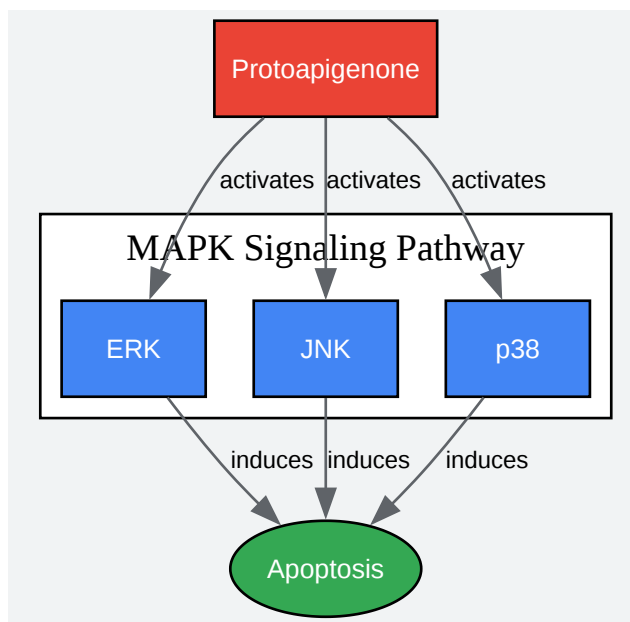 Protoapigenone
activates activates activates
MAPK Signaling Pathway
ERK JNK p38
induces induces induces
Apoptosis